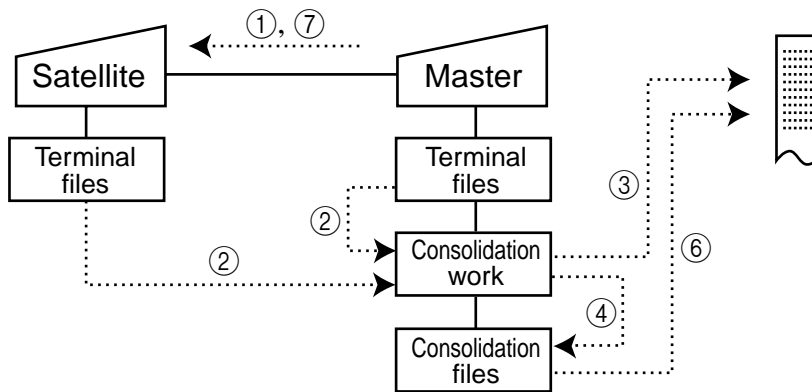 ①, ⑦
Satellite
Master
Terminal
files
Terminal
files
③
②
Consolidation
work
⑥
②
④
Consolidation
files